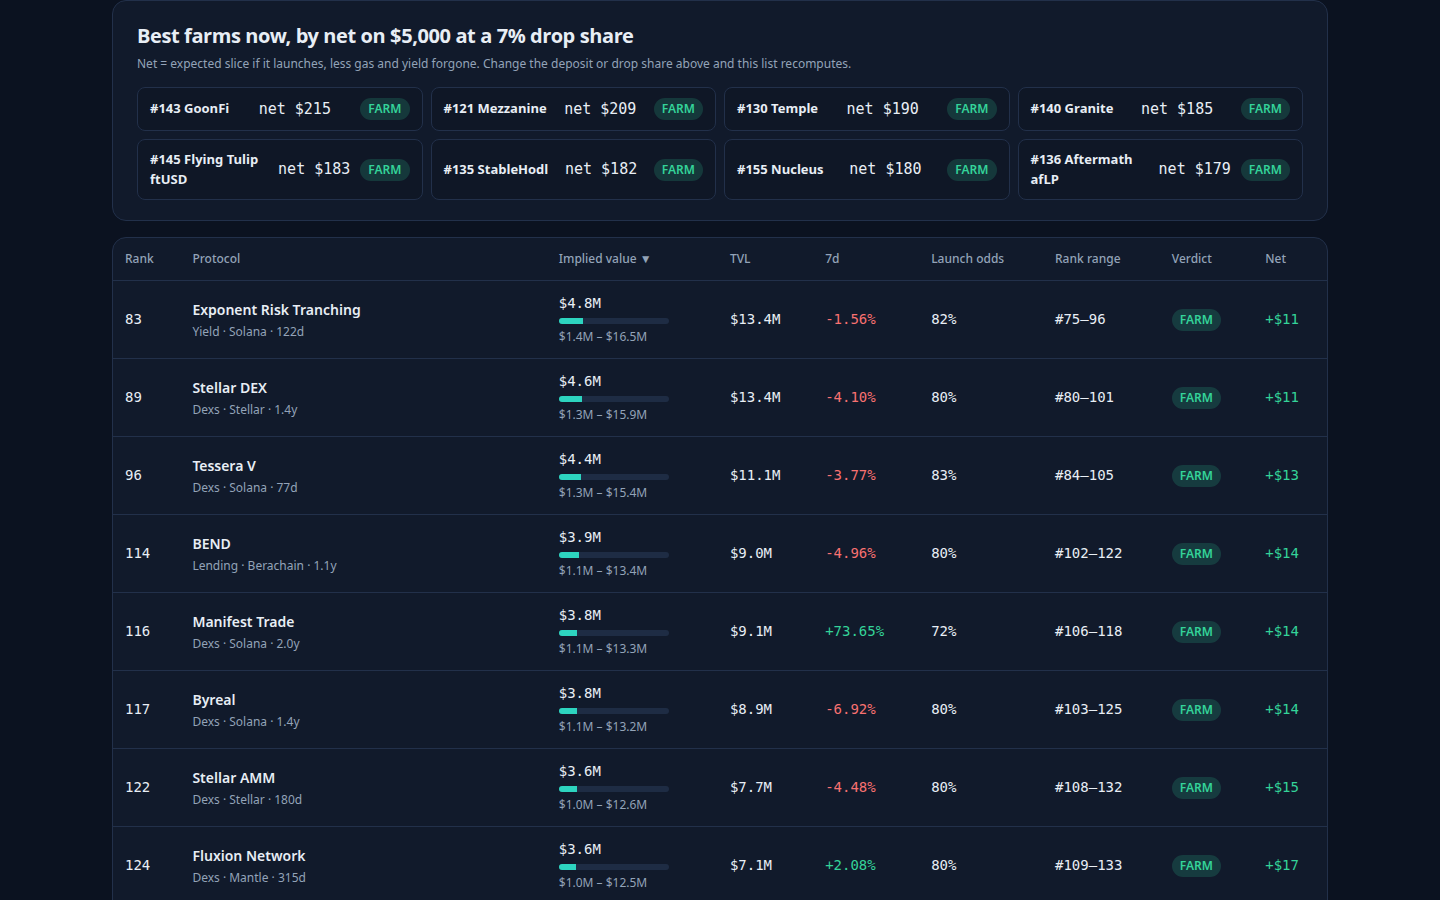 Best farms now, by net on $5,000 at a 7% drop share
Net = expected slice if it launches, less gas and yield forgone. Change the deposit or drop share above and this list recomputes.
#143 GoonFi net $215 FARM
#121 Mezzanine net $209 FARM
#130 Temple net $190 FARM
#140 Granite net $185 FARM
#145 Flying Tulip
ftUSD net $183 FARM
#135 StableHodl net $182 FARM
#155 Nucleus net $180 FARM
#136 Aftermath
afLP net $179 FARM
Rank Protocol Implied value ▼ TVL 7d Launch odds Rank range Verdict Net
83 Exponent Risk Tranching $4.8M $13.4M -1.56% 82% #75–96 FARM +$11
Yield · Solana · 122d $1.4M – $16.5M
89 Stellar DEX $4.6M $13.4M -4.10% 80% #80–101 FARM +$11
Dexs · Stellar · 1.4y $1.3M – $15.9M
96 Tessera V $4.4M $11.1M -3.77% 83% #84–105 FARM +$13
Dexs · Solana · 77d $1.3M – $15.4M
114 BEND $3.9M $9.0M -4.96% 80% #102–122 FARM +$14
Lending · Berachain · 1.1y $1.1M – $13.4M
116 Manifest Trade $3.8M $9.1M +73.65% 72% #106–118 FARM +$14
Dexs · Solana · 2.0y $1.1M – $13.3M
117 Byreal $3.8M $8.9M -6.92% 80% #103–125 FARM +$14
Dexs · Solana · 1.4y $1.1M – $13.2M
122 Stellar AMM $3.6M $7.7M -4.48% 80% #108–132 FARM +$15
Dexs · Stellar · 180d $1.0M – $12.6M
124 Fluxion Network $3.6M $7.1M +2.08% 80% #109–133 FARM +$17
Dexs · Mantle · 315d $1.0M – $12.5M